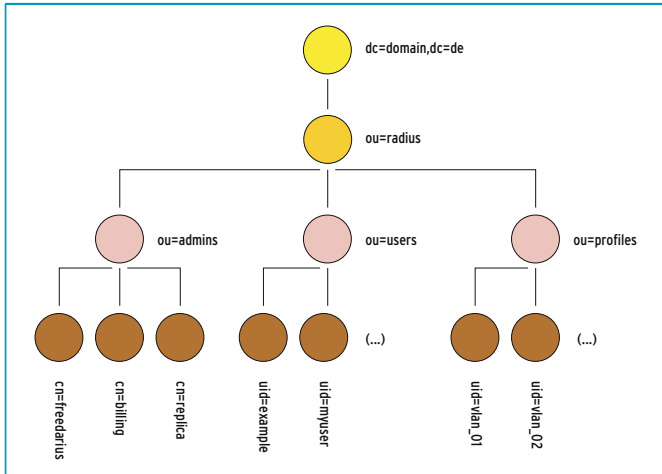 dc=domain,dc=de
ou=radius
ou=admins
ou=users
ou=profiles
(...)
(...)
cn=freedarius
cn=billing
cn=replica
uid=example
uid=myuser
uid=vlan_01
uid=vlan_02